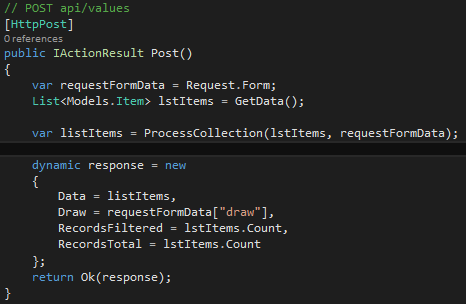 // POST api/values
[HttpPost]
0 references
public IActionResult Post()
{
var requestFormData = Request.Form;
List<Models.Item> lstItems = GetData();
var listItems = ProcessCollection(lstItems, requestFormData);
dynamic response = new
{
Data = listItems,
Draw = requestFormData["draw"],
RecordsFiltered = lstItems.Count,
RecordsTotal = lstItems.Count
};
return Ok(response);
}